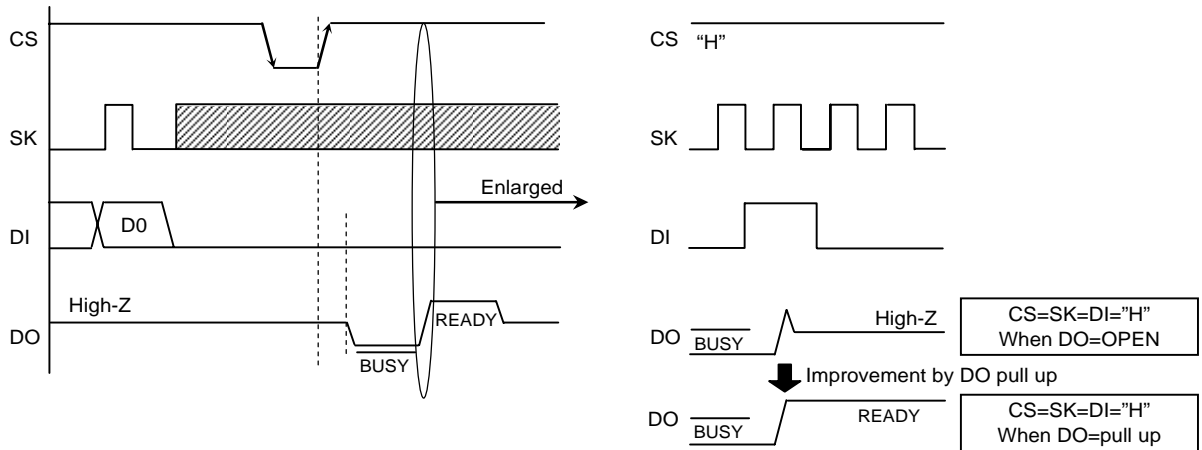 CS
SK
DI
D0
Enlarged
High-Z
DO
READY
BUSY
CS "H"
SK
DI
DO
BUSY
High-Z
CS=SK=DI="H"
When DO=OPEN
Improvement by DO pull up
DO
BUSY
READY
CS=SK=DI="H"
When DO=pull up